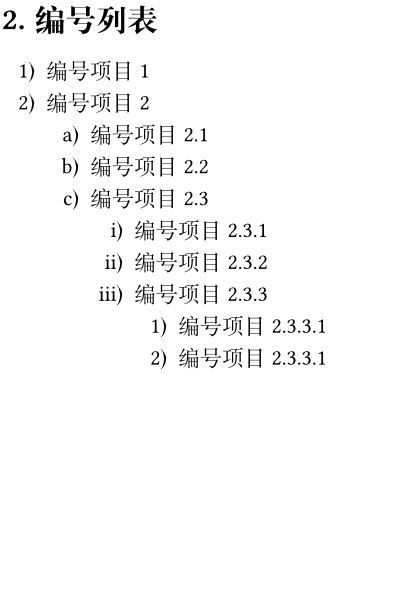 2. 编号列表
1) 编号项目 1
2) 编号项目 2
a) 编号项目 2.1
b) 编号项目 2.2
c) 编号项目 2.3
i) 编号项目 2.3.1
ii) 编号项目 2.3.2
iii) 编号项目 2.3.3
1) 编号项目 2.3.3.1
2) 编号项目 2.3.3.1